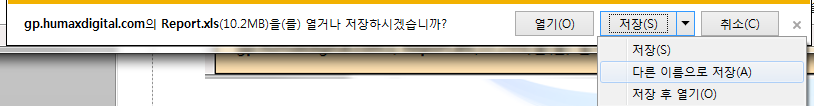 gp.humaxdigital.com의 Report.xls(10.2MB)을(를) 열거나 저장하시겠습니까?
열기(O)
저장(S)
취소(C)
저장(S)
다른 이름으로 저장(A)
저장 후 열기(O)